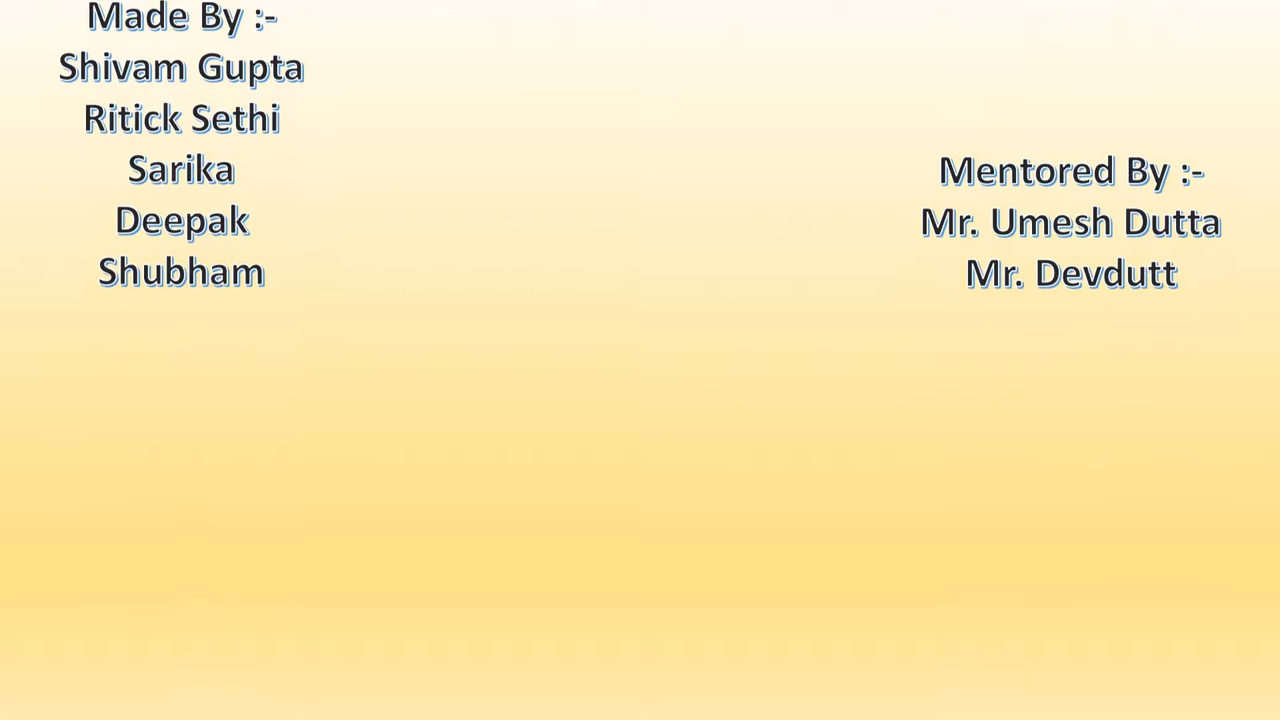 Made By :-
Shivam Gupta
Ritick Sethi
Sarika
Deepak
Shubham
Mentored By :-
Mr. Umesh Dutta
Mr. Devdutt